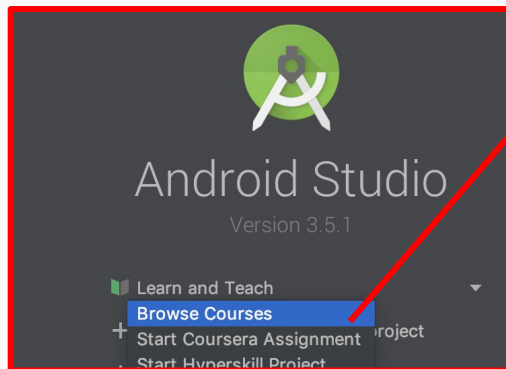 Android Studio
Version 3.5.1
Learn and Teach
Browse Courses
+ Start Coursera Assignment roject
Start Hyperskill Project